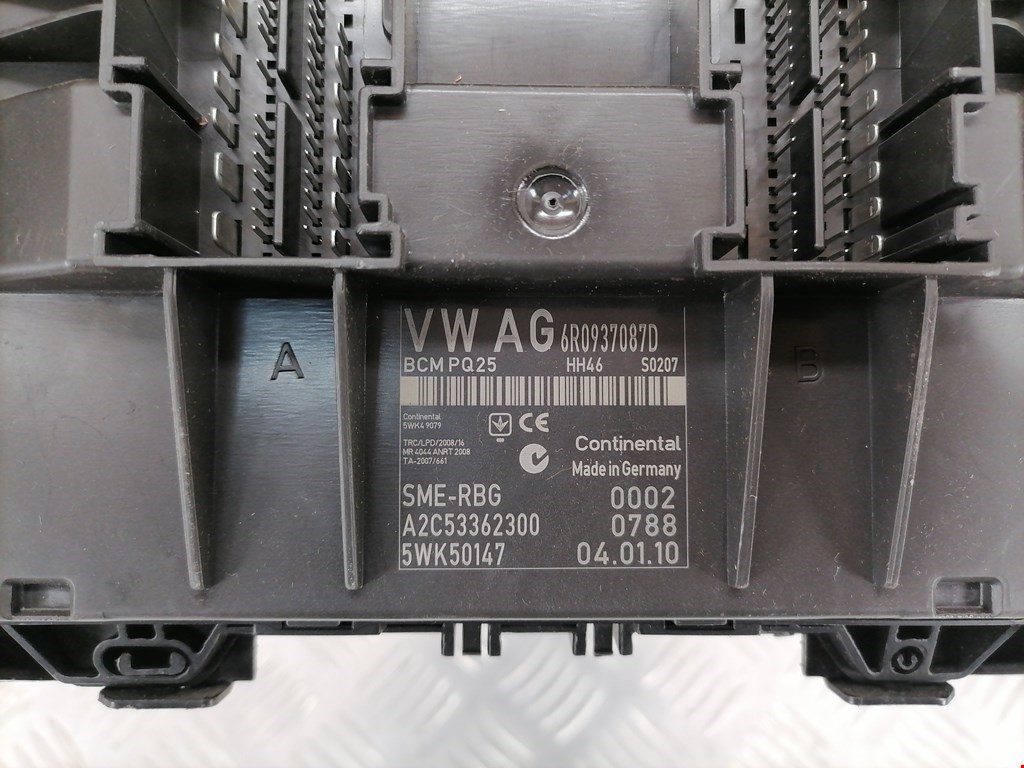 A
B
VW AG 6R0937087D
BCM PQ25 HH46 S0207
Continental
5WK4 9079
TRC/LPD/2008/16
MR 4044 ANRT 2008
TA-2007/661
CE
Continental
Made in Germany
SME-RBG 0002
A2C53362300 0788
5WK50147 04.01.10